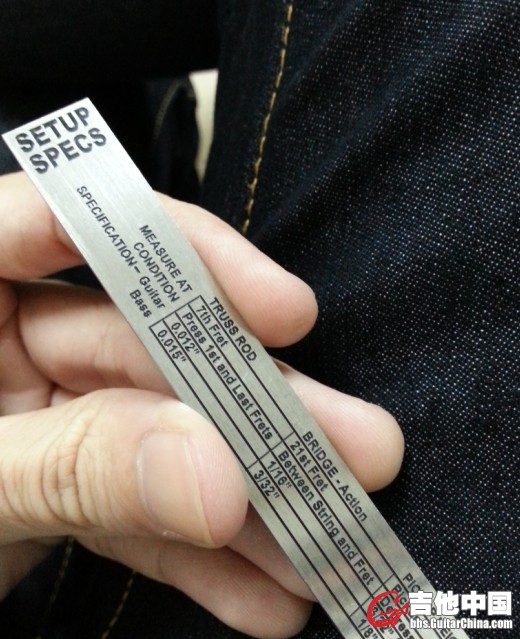 SETUP
SPECS
MEASURE AT
CONDITION
SPECIFICATION– Guitar
Bass
TRUSS ROD
7th Fret
Press 1st and Last Frets
0.012"
0.015"
BRIDGE - Action
21st Fret
Between String and Fret
1/16"
3/32"
吉他中国
bbs.GuitarChina.com